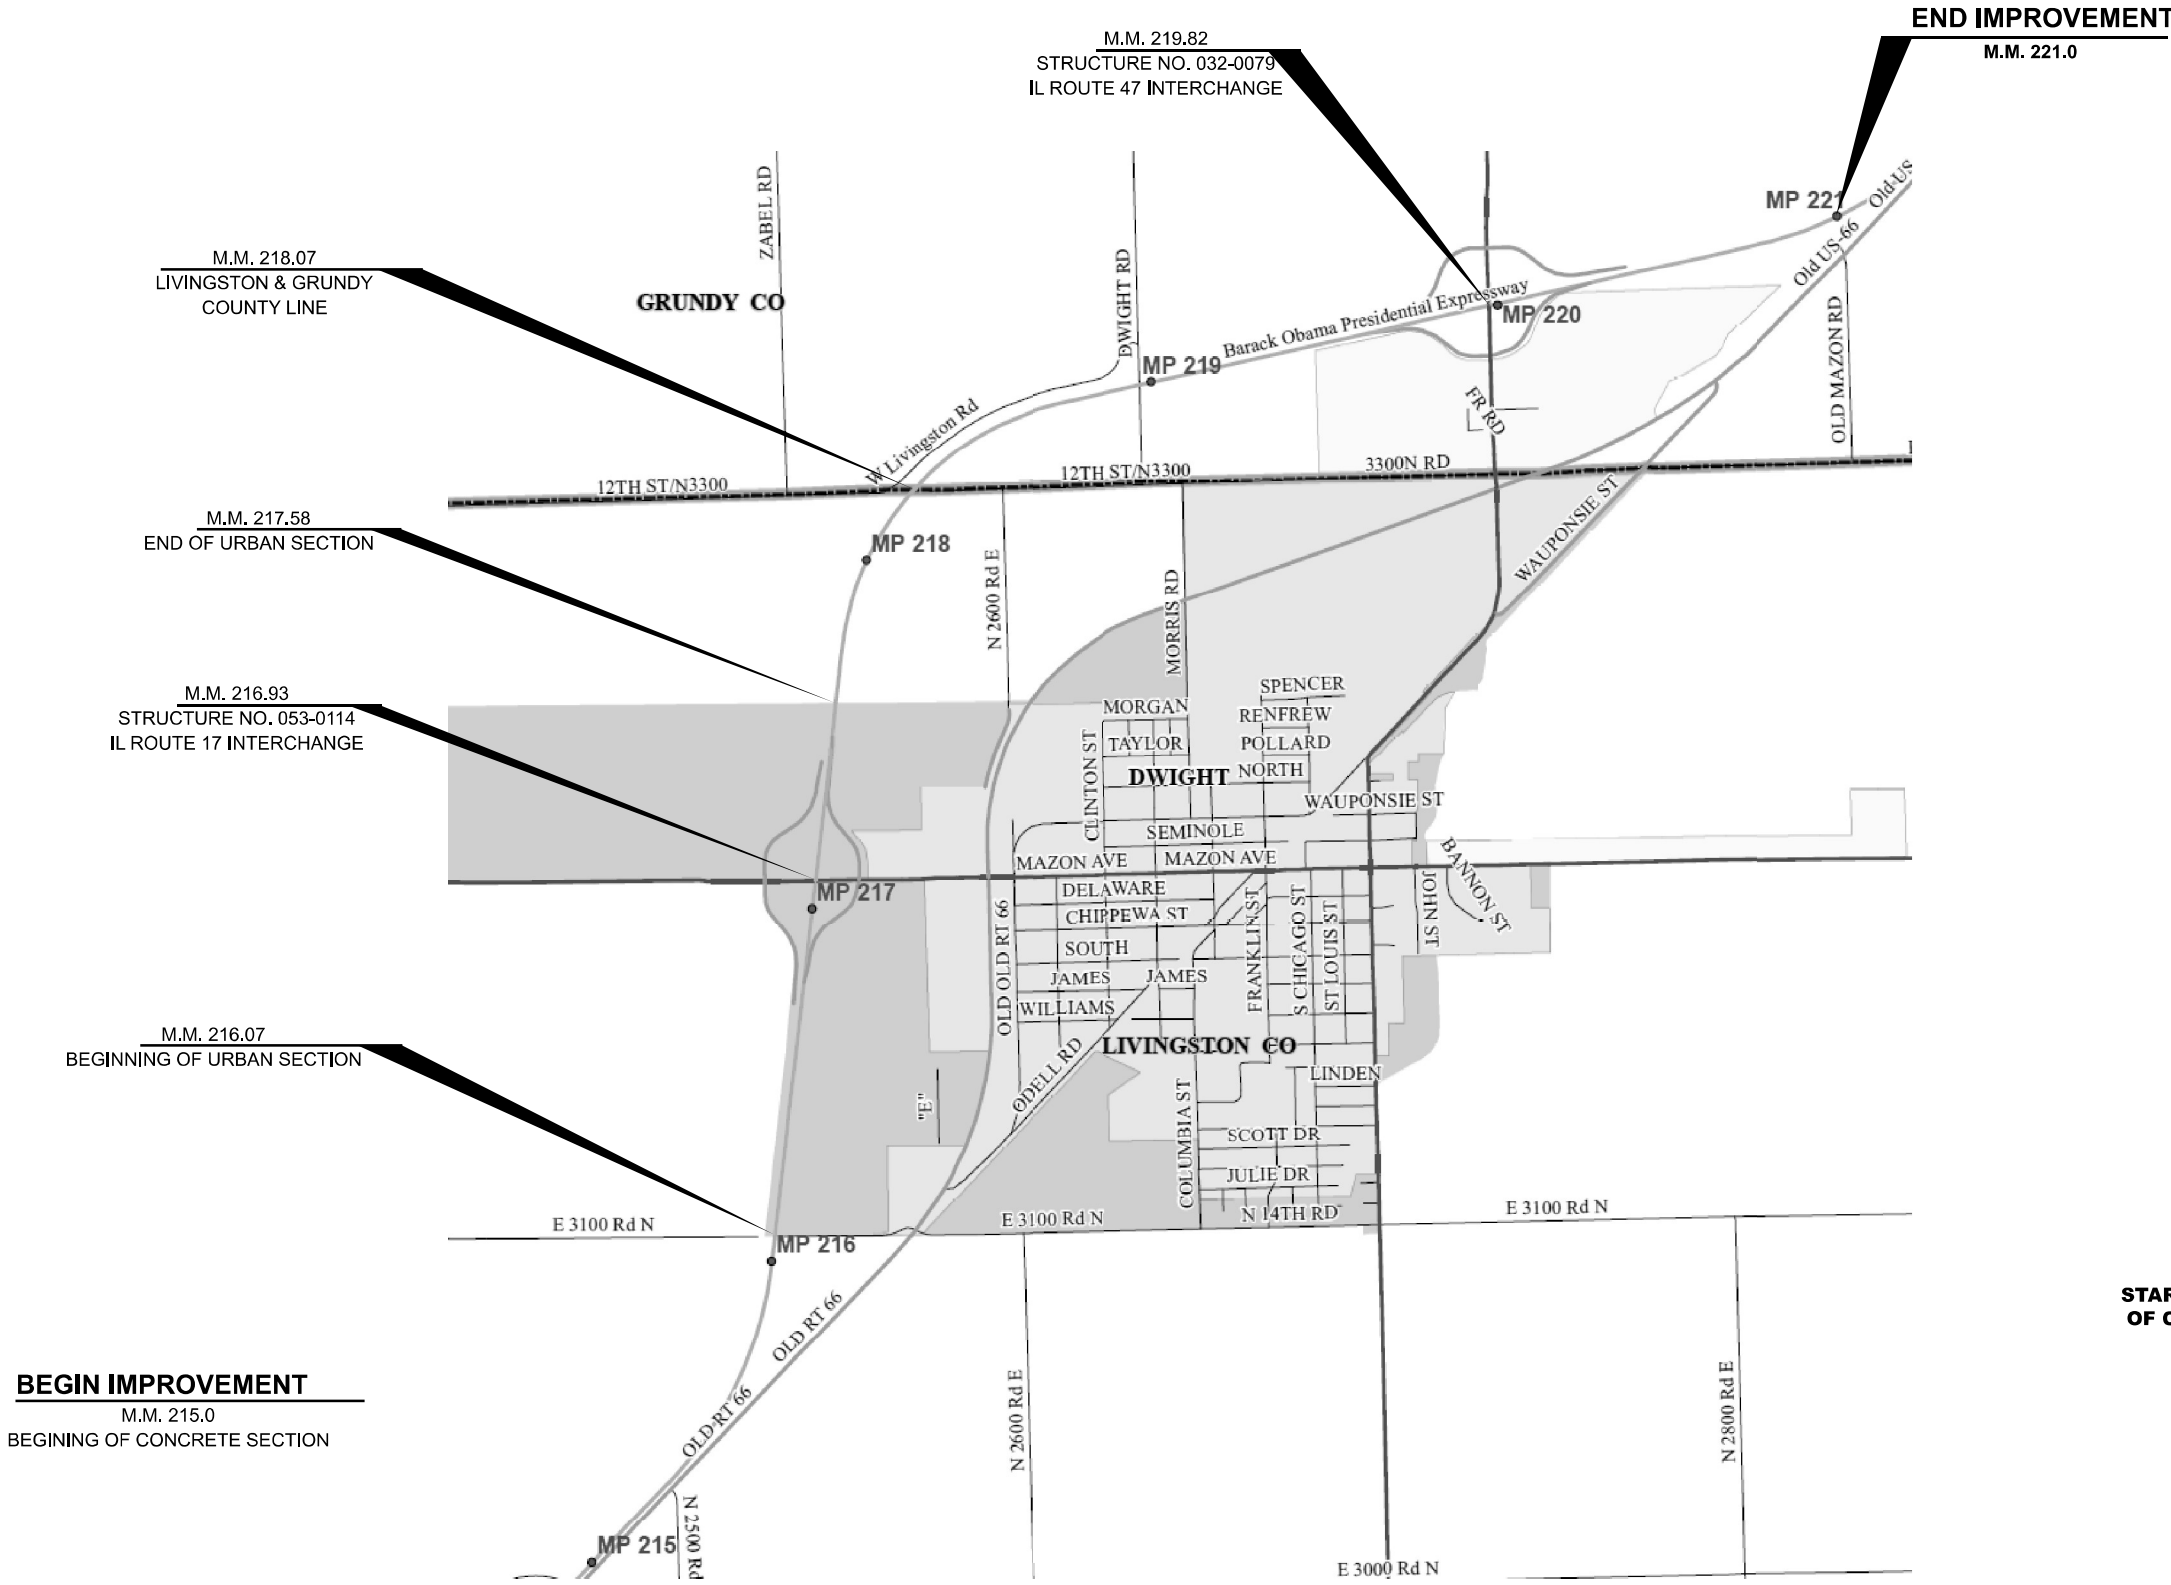 END IMPROVEMENT
M.M. 221.0
M.M. 219.82
STRUCTURE NO. 032-0079
IL ROUTE 47 INTERCHANGE
M.M. 218.07
LIVINGSTON & GRUNDY
COUNTY LINE
M.M. 217.58
END OF URBAN SECTION
M.M. 216.93
STRUCTURE NO. 053-0114
IL ROUTE 17 INTERCHANGE
M.M. 216.07
BEGINNING OF URBAN SECTION
BEGIN IMPROVEMENT
M.M. 215.0
BEGINING OF CONCRETE SECTION
ZABEL RD
GRUNDY CO
DWIGHT RD
MP 221
Old-US
Old US-66
OLD MAZON RD
Barack Obama Presidential Expressway
MP 220
MP 219
FR RD
W Livingston Rd
12TH ST/N3300
12TH ST/N3300
3300N RD
WAUPONSIE ST
MP 218
N 2600 Rd E
MORRIS RD
SPENCER
MORGAN
RENFREW
TAYLOR
POLLARD
CLINTON ST
DWIGHT
NORTH
WAUPONSIE ST
SEMINOLE
MAZON AVE
MAZON AVE
BANNON ST
JOHN ST
MP 217
DELAWARE
CHIPPEWA ST
SOUTH
JAMES
JAMES
WILLIAMS
OLD OLD RT 66
FRANKLIN ST
S CHICAGO ST
ST LOUIS ST
LIVINGSTON CO
ODELL RD
"E"
LINDEN
COLUMBIA ST
SCOTT DR
JULIE DR
N 14TH RD
E 3100 Rd N
E 3100 Rd N
E 3100 Rd N
MP 216
OLD RT 66
OLD RT 66
N 2600 Rd E
N 2800 Rd E
N 2500 Rd
MP 215
E 3000 Rd N
STAR
OF